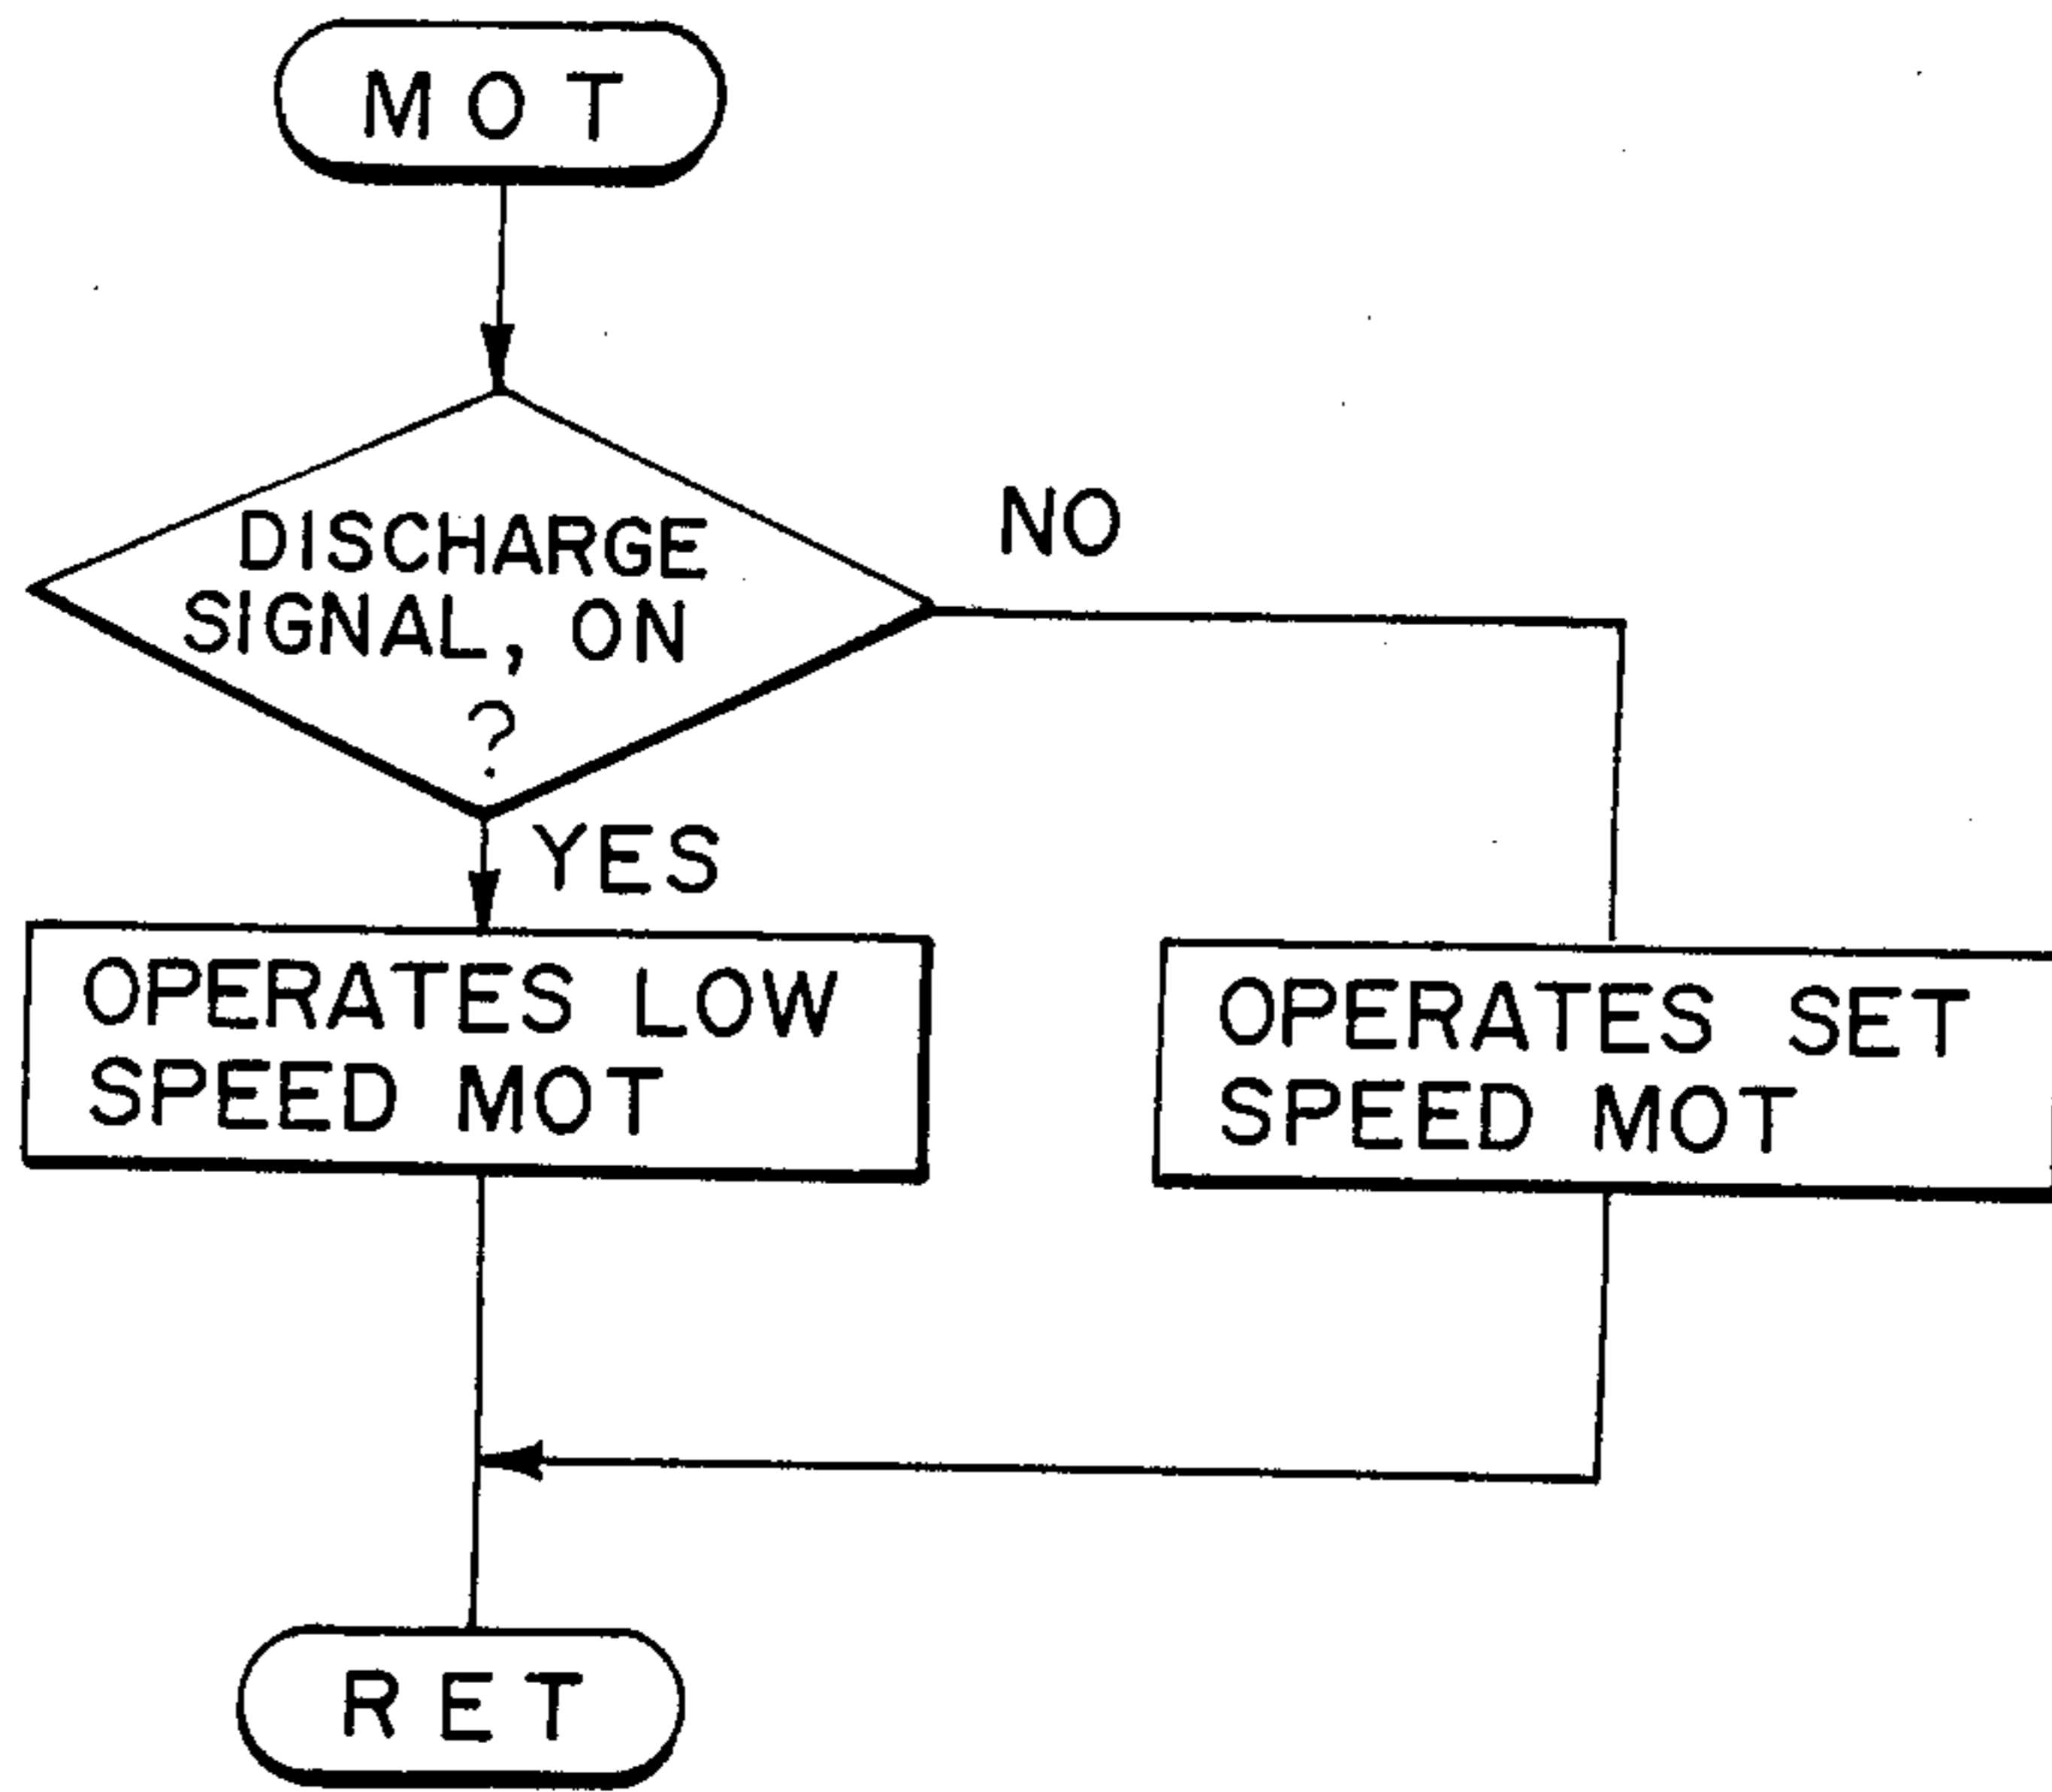 MOT
DISCHARGE
SIGNAL, ON
?
NO
YES
OPERATES LOW
SPEED MOT
OPERATES SET
SPEED MOT
RET